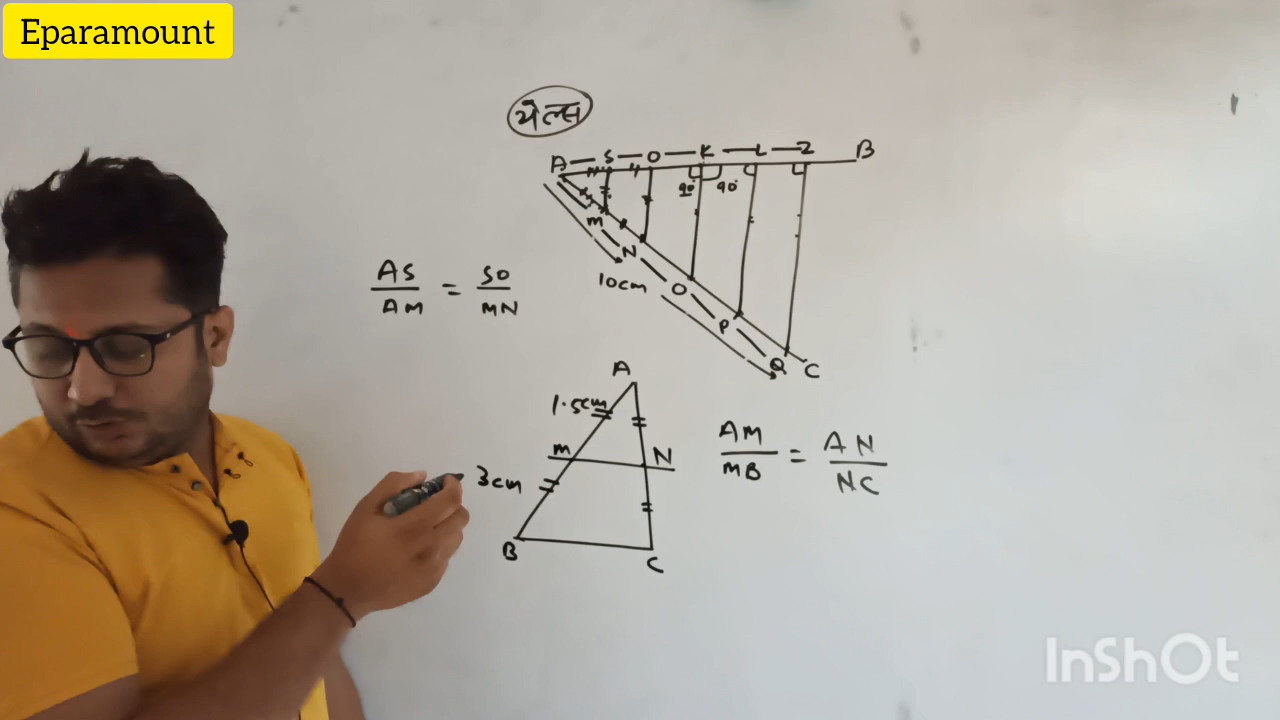 Eparamount
थेल्स
A S O K L Z B
90° 90°
M
N
10cm O
P
Q C
AS/AM = SO/MN
A
1.5cm
M N
3cm
B C
AM/MB = AN/NC
InShOt